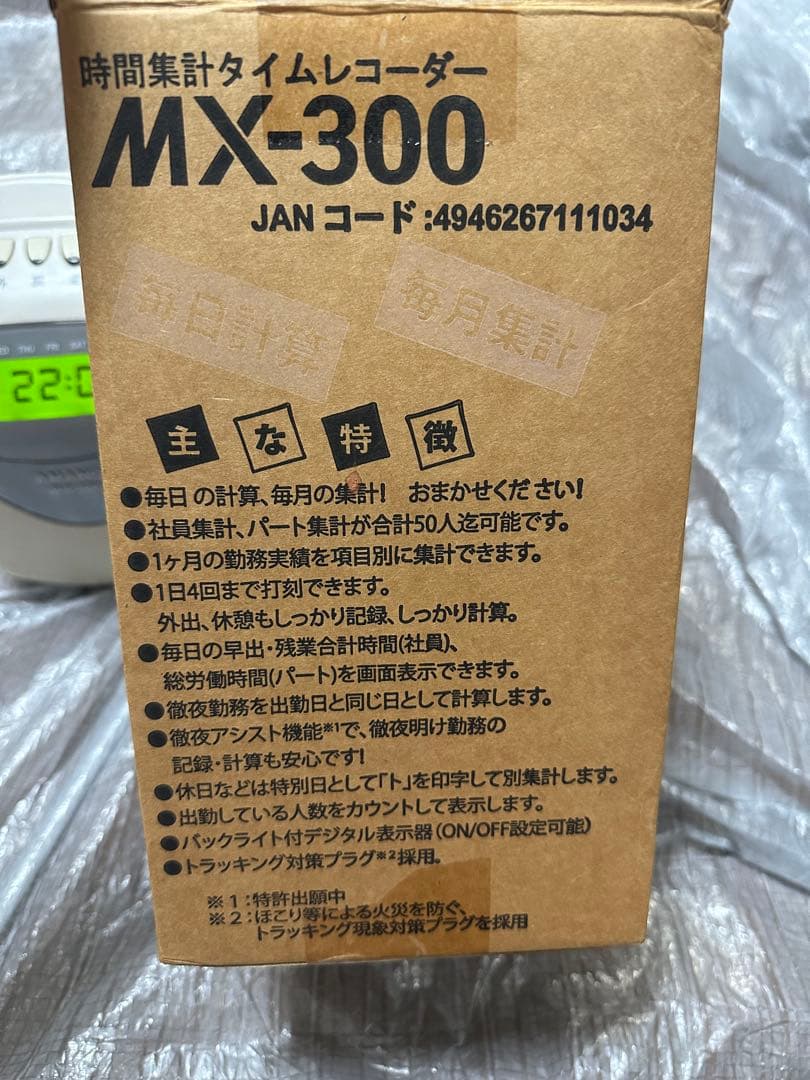 時間集計タイムレコーダー
MX-300
JAN コード:4946267111034
毎日計算
毎月集計
主な特徴
●毎日の計算、毎月の集計! おまかせください!
●社員集計、パート集計が合計50人迄可能です。
●1ヶ月の勤務実績を項目別に集計できます。
●1日4回まで打刻できます。
外出、休憩もしっかり記録、しっかり計算。
●毎日の早出・残業合計時間(社員)、
総労働時間(パート)を画面表示できます。
●徹夜勤務を出勤日と同じ日として計算します。
●徹夜アシスト機能※1で、徹夜明け勤務の
記録・計算も安心です!
●休日などは特別日として「ト」を印字して別集計します。
●出勤している人数をカウントして表示します。
●バックライト付デジタル表示器(ON/OFF設定可能)
●トラッキング対策プラグ※2採用。
※1:特許出願中
※2:ほこり等による火災を防ぐ、
トラッキング現象対策プラグを採用
THU FRI SAT
22:0